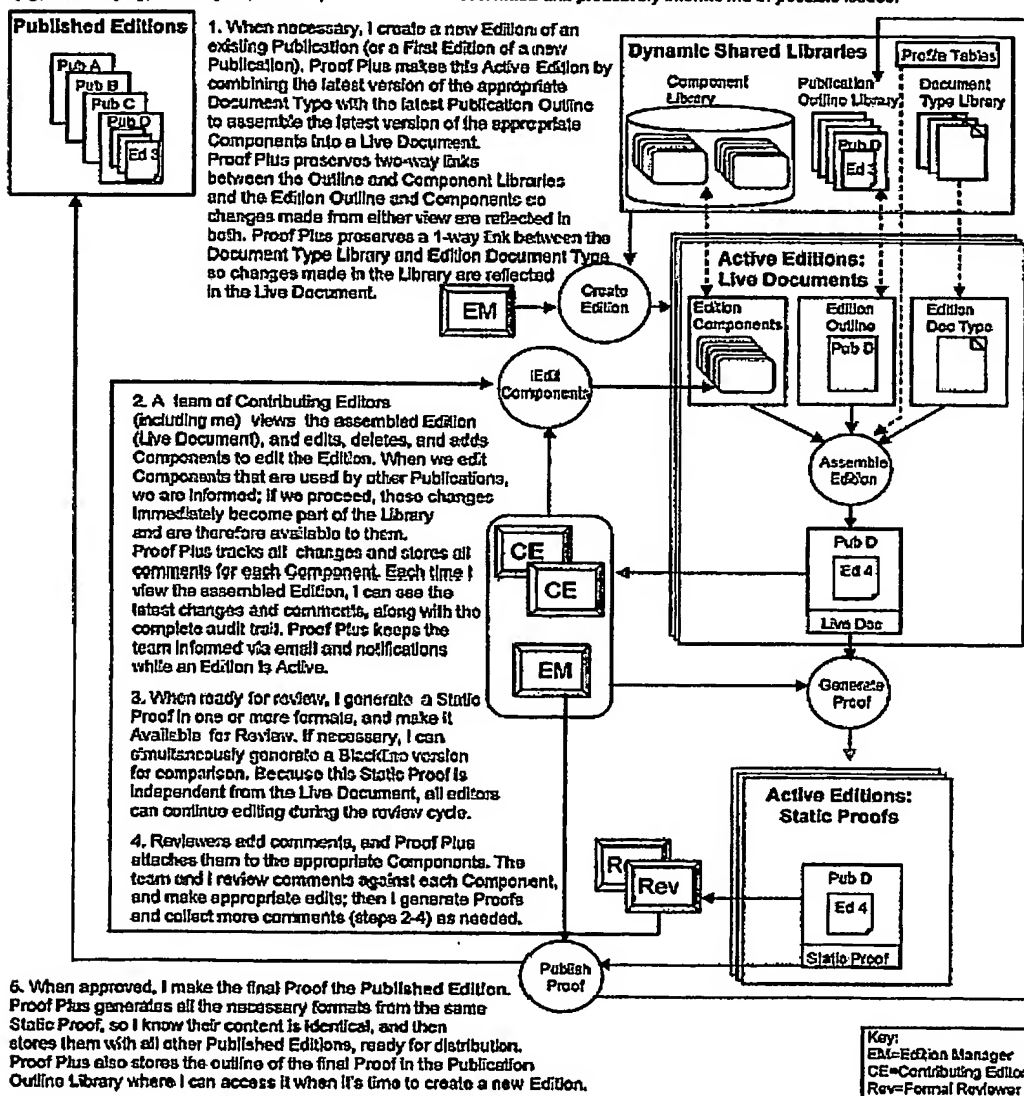 Published Editions
Pub A
Pub B
Pub C
Pub D
Ed 3
1. When necessary, I create a new Edition of an
existing Publication (or a First Edition of a new
Publication). Proof Plus makes this Active Edition by
combining the latest version of the appropriate
Document Type with the latest Publication Outline
to assemble the latest version of the appropriate
Components into a Live Document.
Proof Plus preserves two-way links
between the Outline and Component Libraries
and the Edition Outline and Components so
changes made from either view are reflected in
both. Proof Plus preserves a 1-way link between the
Document Type Library and Edition Document Type
so changes made in the Library are reflected
in the Live Document.
Dynamic Shared Libraries
Profile Tables
Component
Library
Publication
Outline Library
Pub D
Ed 3
Document
Type Library
EM
Create
Edition
Active Editions:
Live Documents
Edition
Components
Edition
Outline
Pub D
Edition
Doc Type
Edit
Components
Assemble
Edition
Pub D
Ed 4
Live Doc
2. A team of Contributing Editors
(including me) views the assembled Edition
(Live Document), and edits, deletes, and adds
Components to edit the Edition. When we edit
Components that are used by other Publications,
we are informed; if we proceed, these changes
immediately become part of the Library
and are therefore available to them.
Proof Plus tracks all changes and stores all
comments for each Component. Each time I
view the assembled Edition, I can see the
latest changes and comments, along with the
complete audit trail. Proof Plus keeps the
team informed via email and notifications
while an Edition is Active.
CE
CE
EM
3. When ready for review, I generate a Static
Proof in one or more formats, and make it
Available for Review. If necessary, I can
simultaneously generate a BlackLine version
for comparison. Because this Static Proof is
independent from the Live Document, all editors
can continue editing during the review cycle.
Generate
Proof
Active Editions:
Static Proofs
Pub D
Ed 4
Static Proof
4. Reviewers add comments, and Proof Plus
attaches them to the appropriate Components. The
team and I review comments against each Component,
and make appropriate edits; then I generate Proofs
and collect more comments (steps 2-4) as needed.
Rev
Publish
Proof
5. When approved, I make the final Proof the Published Edition.
Proof Plus generates all the necessary formats from the same
Static Proof, so I know their content is identical, and then
stores them with all other Published Editions, ready for distribution.
Proof Plus also stores the outline of the final Proof in the Publication
Outline Library where I can access it when it's time to create a new Edition.
Key:
EM=Edition Manager
CE=Contributing Editor
Rev=Formal Reviewer